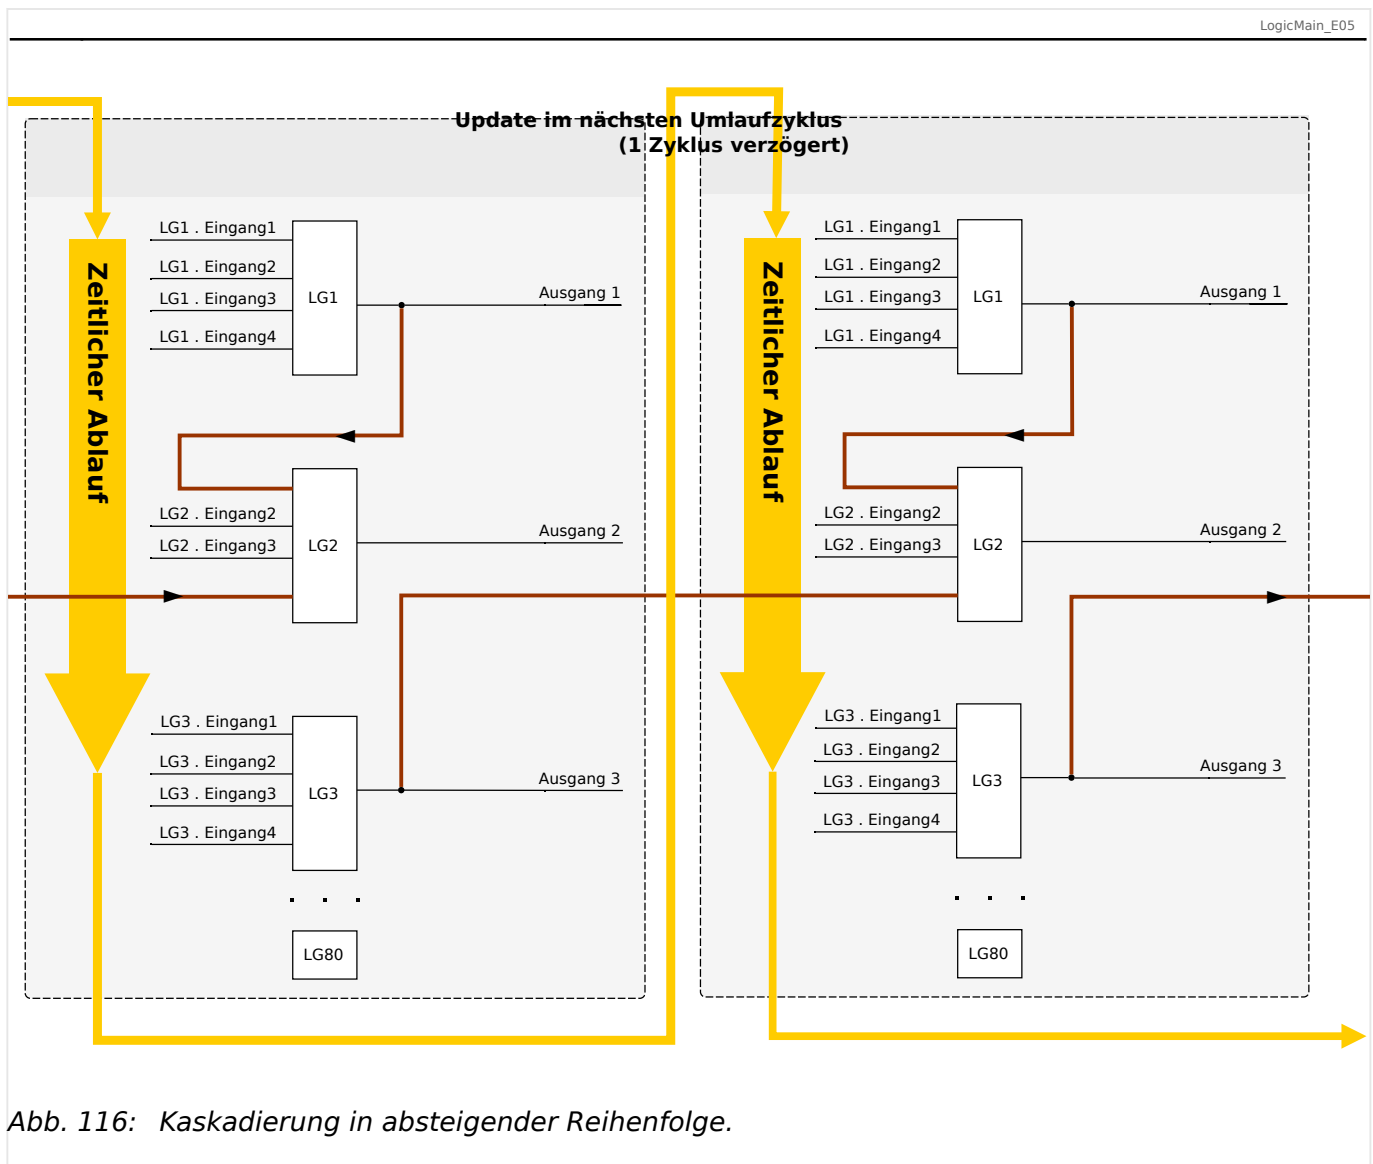 LogicMain_E05
Update im nächsten Umlaufzyklus
(1 Zyklus verzögert)
Zeitlicher Ablauf
LG1 . Eingang1
LG1 . Eingang2
LG1 . Eingang3
LG1 . Eingang4
LG1
Ausgang 1
LG2 . Eingang2
LG2 . Eingang3
LG2
Ausgang 2
LG3 . Eingang1
LG3 . Eingang2
LG3 . Eingang3
LG3 . Eingang4
LG3
Ausgang 3
. . .
LG80
Zeitlicher Ablauf
LG1 . Eingang1
LG1 . Eingang2
LG1 . Eingang3
LG1 . Eingang4
LG1
Ausgang 1
LG2 . Eingang2
LG2 . Eingang3
LG2
Ausgang 2
LG3 . Eingang1
LG3 . Eingang2
LG3 . Eingang3
LG3 . Eingang4
LG3
Ausgang 3
. . .
LG80
Abb. 116: Kaskadierung in absteigender Reihenfolge.